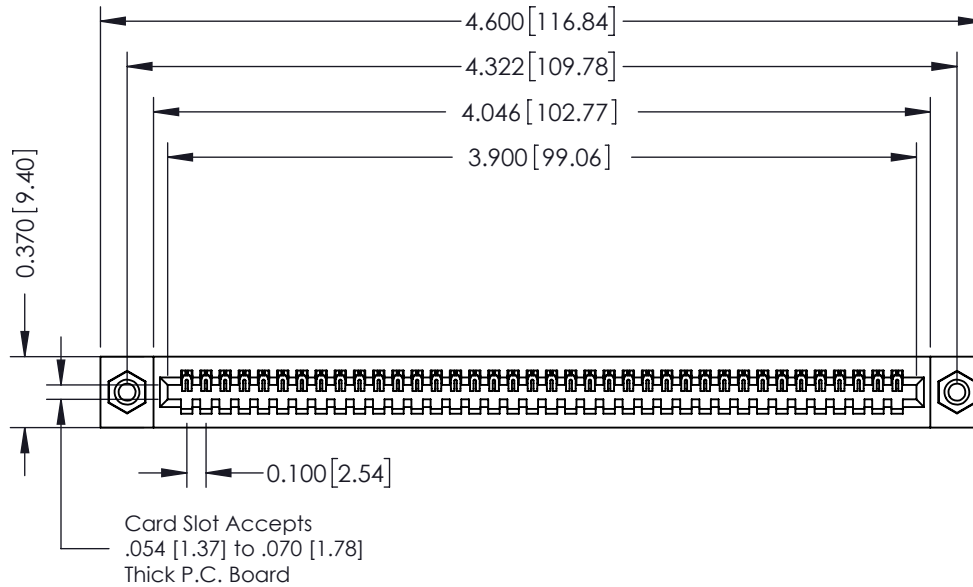 4.600 [116.84]
4.322 [109.78]
4.046 [102.77]
3.900 [99.06]
0.370 [9.40]
0.100 [2.54]
Card Slot Accepts
.054 [1.37] to .070 [1.78]
Thick P.C. Board